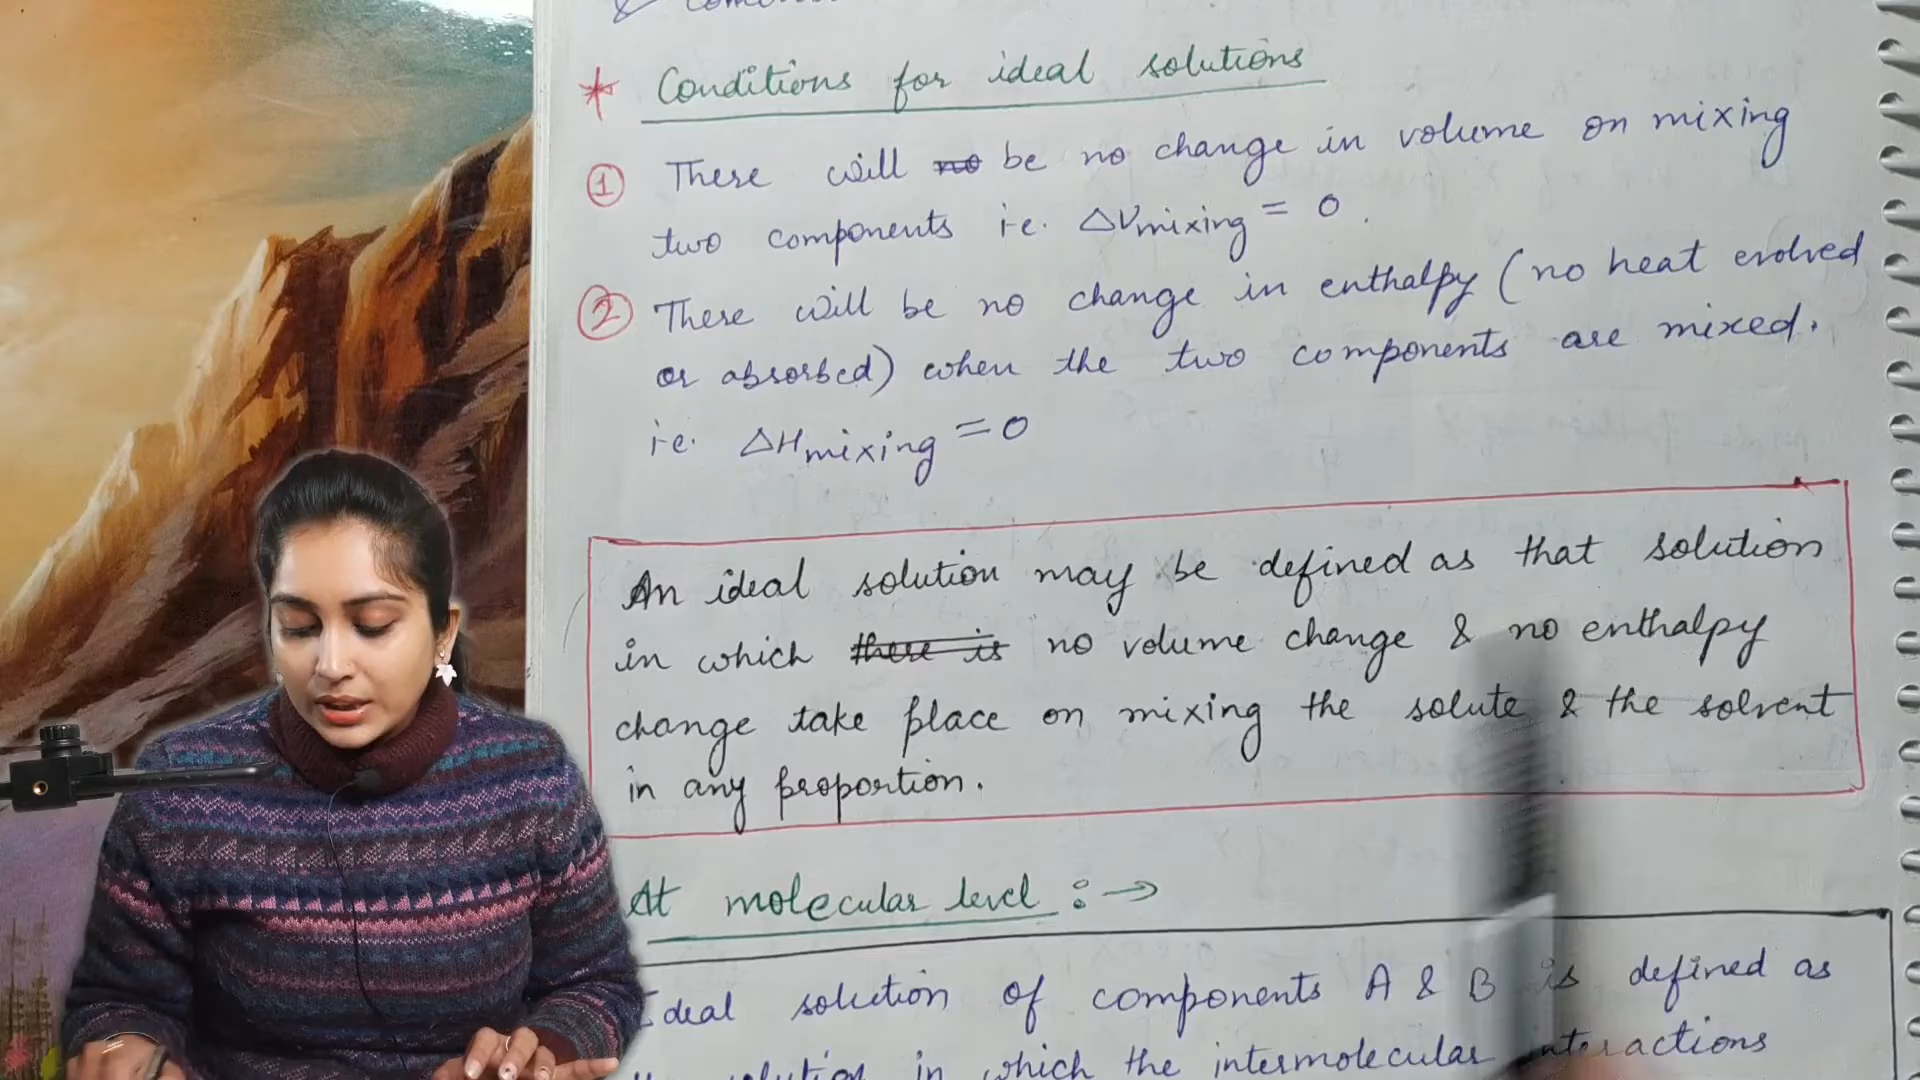 &
* Conditions for ideal solutions
① There will ~~no~~ be no change in volume on mixing
two components i.e. ΔVmixing = 0.
② There will be no change in enthalpy (no heat evolved
or absorbed) when the two components are mixed.
i.e. ΔHmixing = 0
An ideal solution may be defined as that solution
in which ~~there is~~ no volume change & no enthalpy
change take place on mixing the solute & the solvent
in any proportion.
At molecular level :→
Ideal solution of components A & B is defined as
solution in which the intermolecular interactions